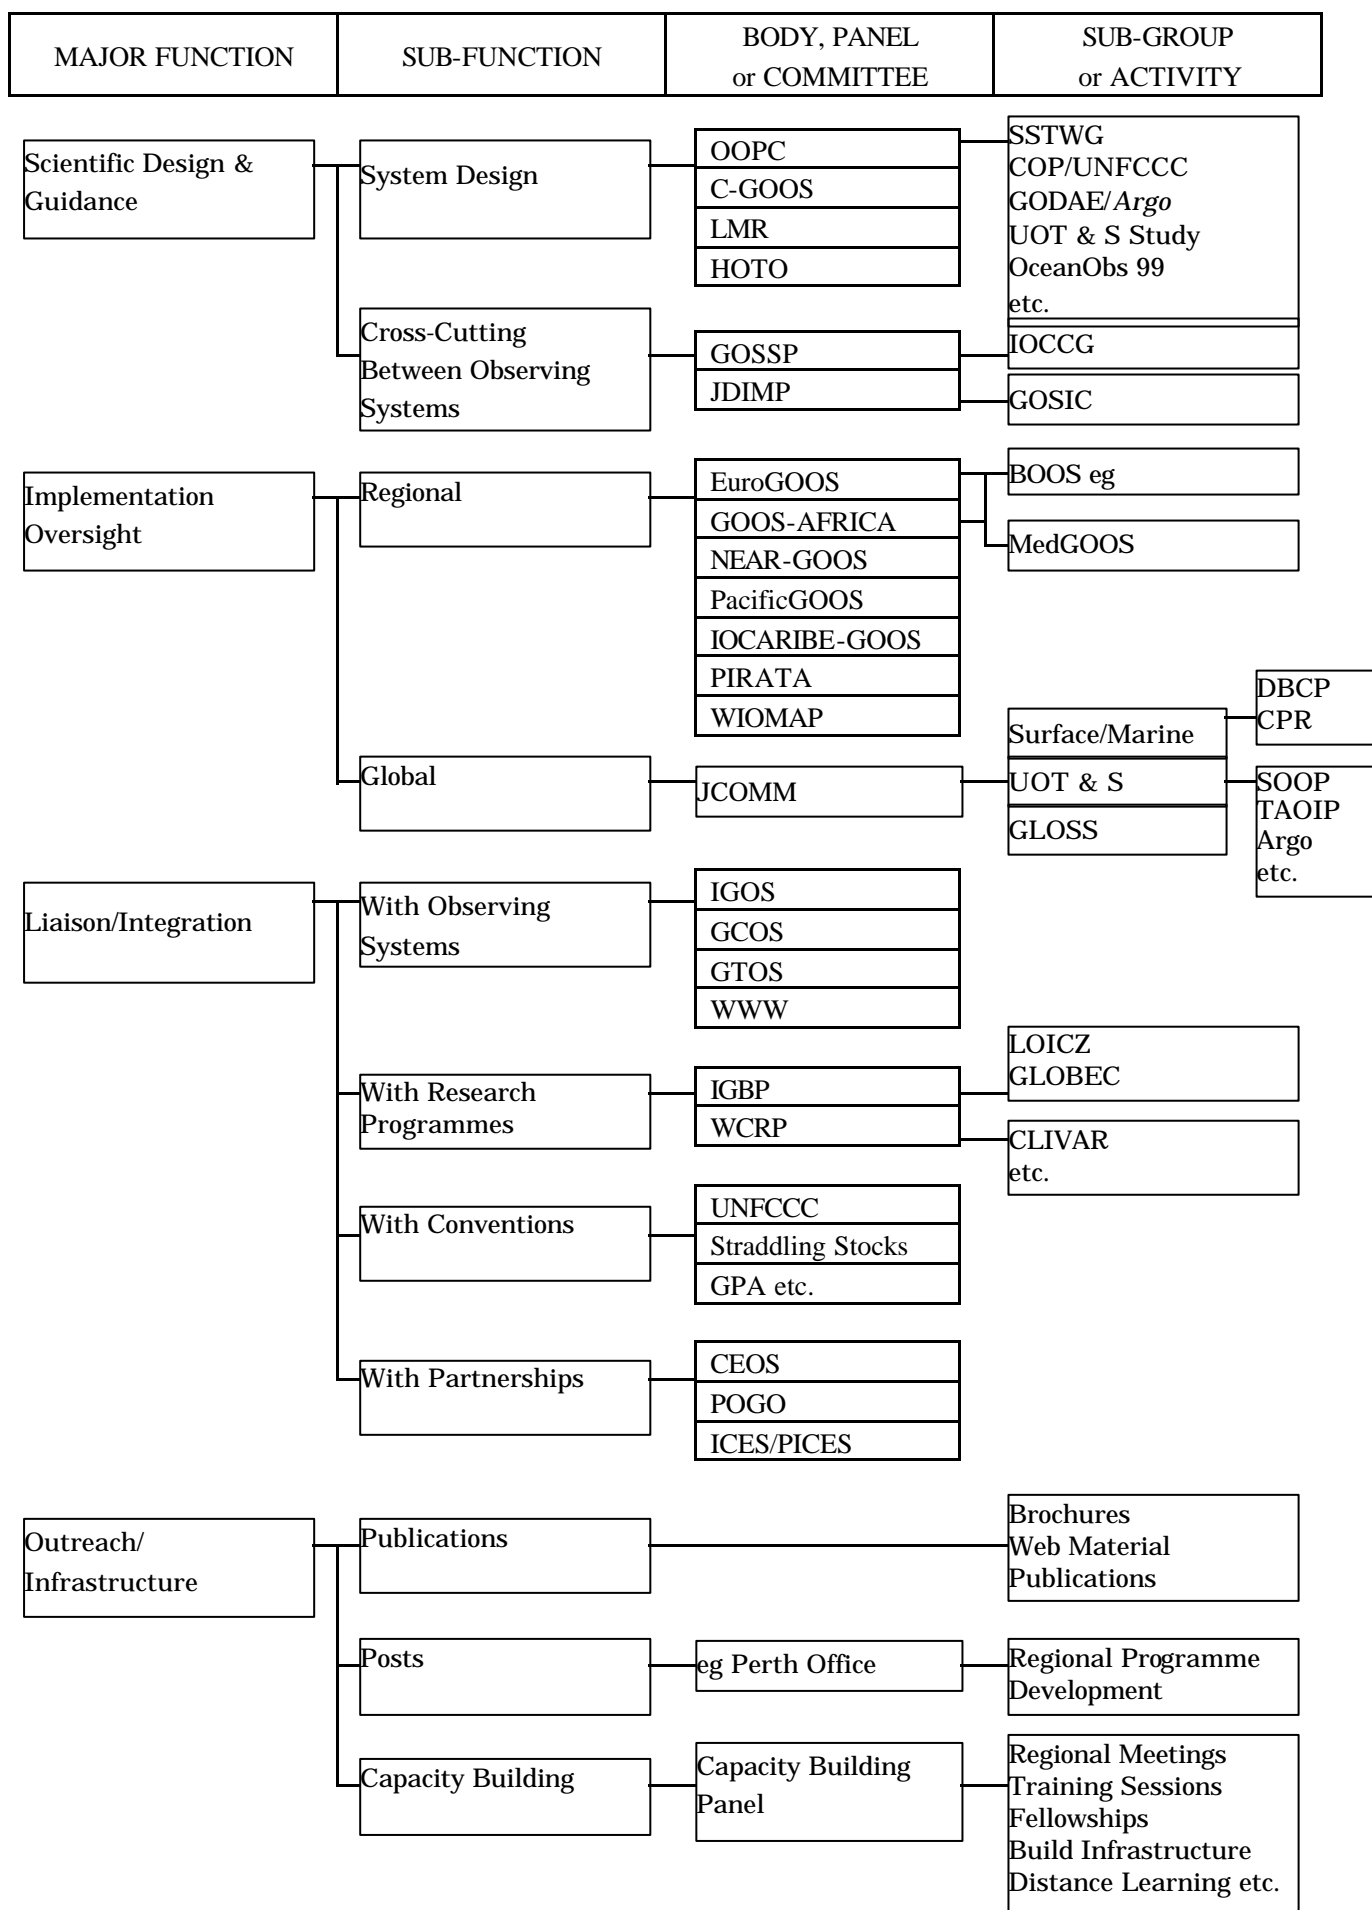 MAJOR FUNCTION
SUB-FUNCTION
BODY, PANEL
or COMMITTEE
SUB-GROUP
or ACTIVITY
Scientific Design &
Guidance
System Design
OOPC
C-GOOS
LMR
HOTO
SSTWG
COP/UNFCCC
GODAE/Argo
UOT & S Study
OceanObs 99
etc.
Cross-Cutting
Between Observing
Systems
GOSSP
JDIMP
IOCCG
GOSIC
Implementation
Oversight
Regional
EuroGOOS
GOOS-AFRICA
NEAR-GOOS
PacificGOOS
IOCARIBE-GOOS
PIRATA
WIOMAP
BOOS eg
MedGOOS
Global
JCOMM
Surface/Marine
UOT & S
GLOSS
DBCP
CPR
SOOP
TAOIP
Argo
etc.
Liaison/Integration
With Observing
Systems
IGOS
GCOS
GTOS
WWW
With Research
Programmes
IGBP
WCRP
LOICZ
GLOBEC
CLIVAR
etc.
With Conventions
UNFCCC
Straddling Stocks
GPA etc.
With Partnerships
CEOS
POGO
ICES/PICES
Outreach/
Infrastructure
Publications
Brochures
Web Material
Publications
Posts
eg Perth Office
Regional Programme
Development
Capacity Building
Capacity Building
Panel
Regional Meetings
Training Sessions
Fellowships
Build Infrastructure
Distance Learning etc.